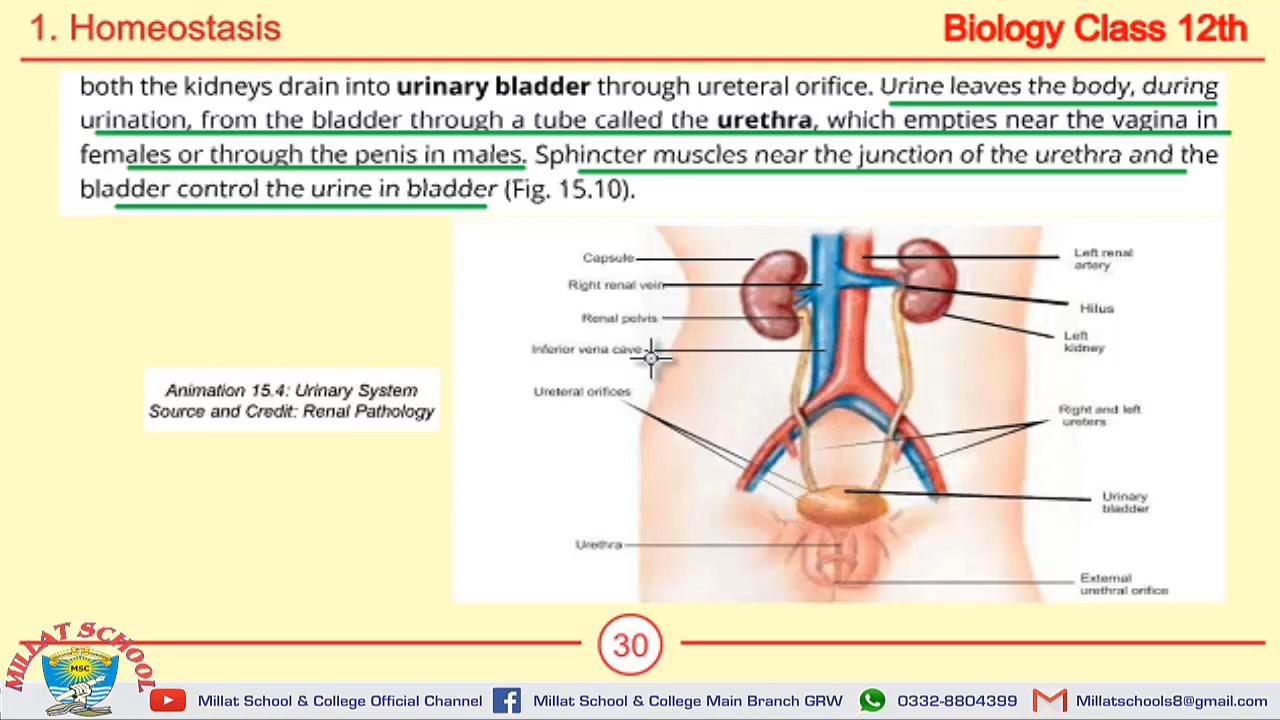 1. Homeostasis
Biology Class 12th
both the kidneys drain into urinary bladder through ureteral orifice. Urine leaves the body, during
urination, from the bladder through a tube called the urethra, which empties near the vagina in
females or through the penis in males. Sphincter muscles near the junction of the urethra and the
bladder control the urine in bladder (Fig. 15.10).
Capsule
Right renal vein
Renal pelvis
Inferior vena cave
Ureteral orifices
Urethra
Left renal
artery
Hilus
Left
kidney
Right and left
ureters
Urinary
bladder
External
urethral orifice
Animation 15.4: Urinary System
Source and Credit: Renal Pathology
30
MILLAT SCHOOL
MSC
Millat School & College Official Channel
Millat School & College Main Branch GRW
0332-8804399
Millatschools8@gmail.com